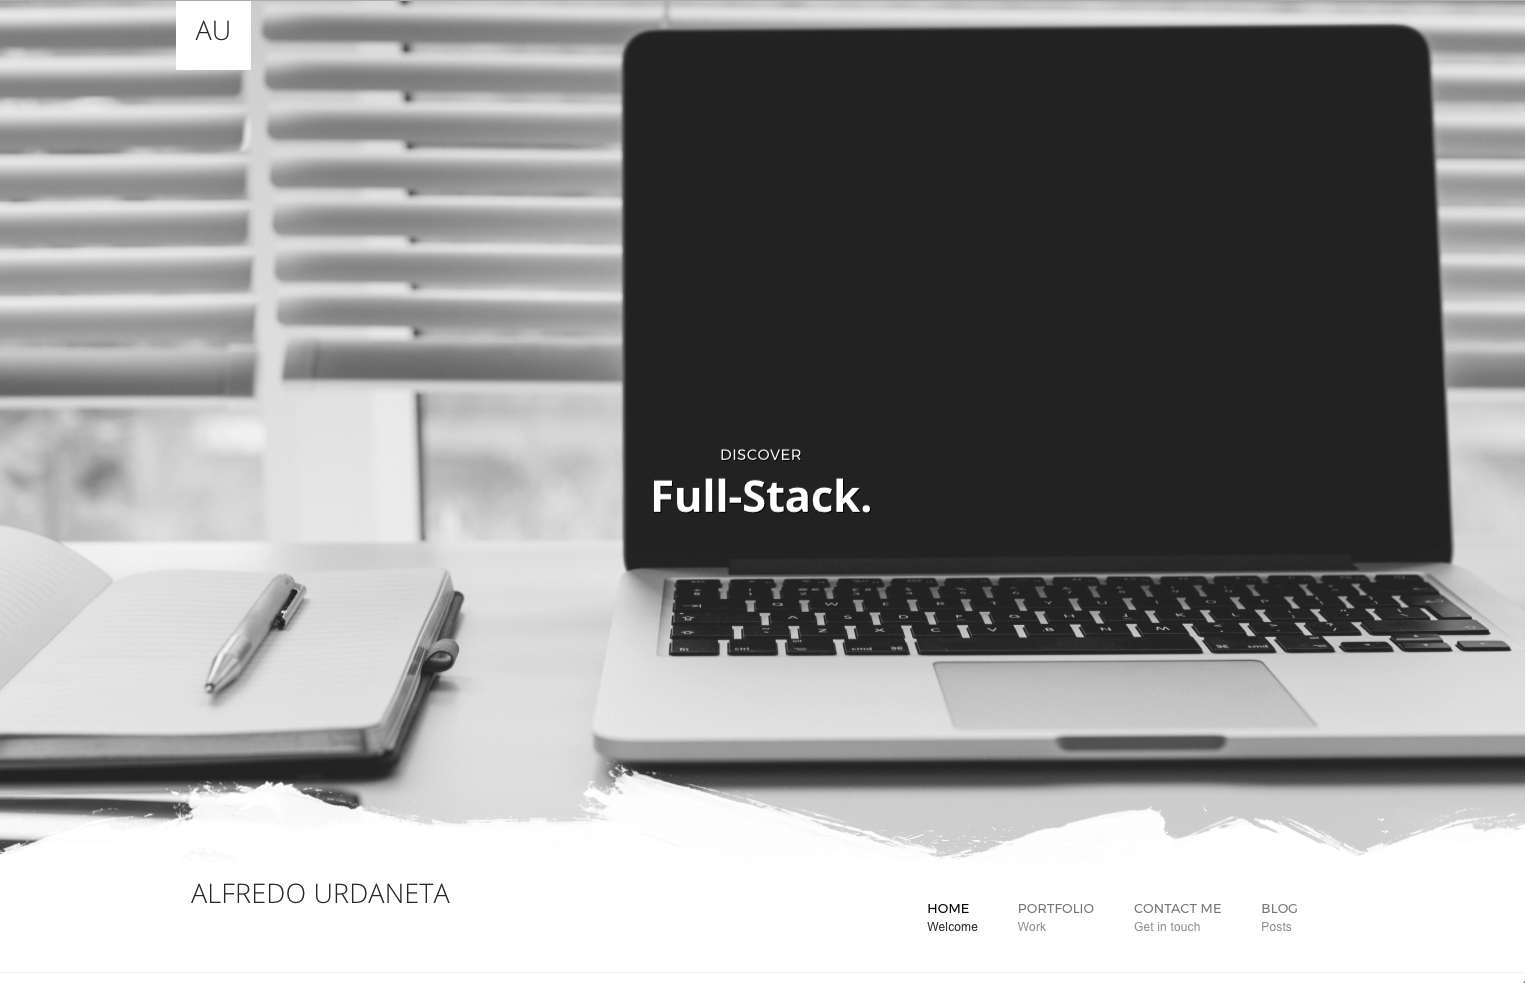 AU
DISCOVER
Full-Stack.
ALFREDO URDANETA
HOME PORTFOLIO CONTACT ME BLOG
Welcome Work Get in touch Posts